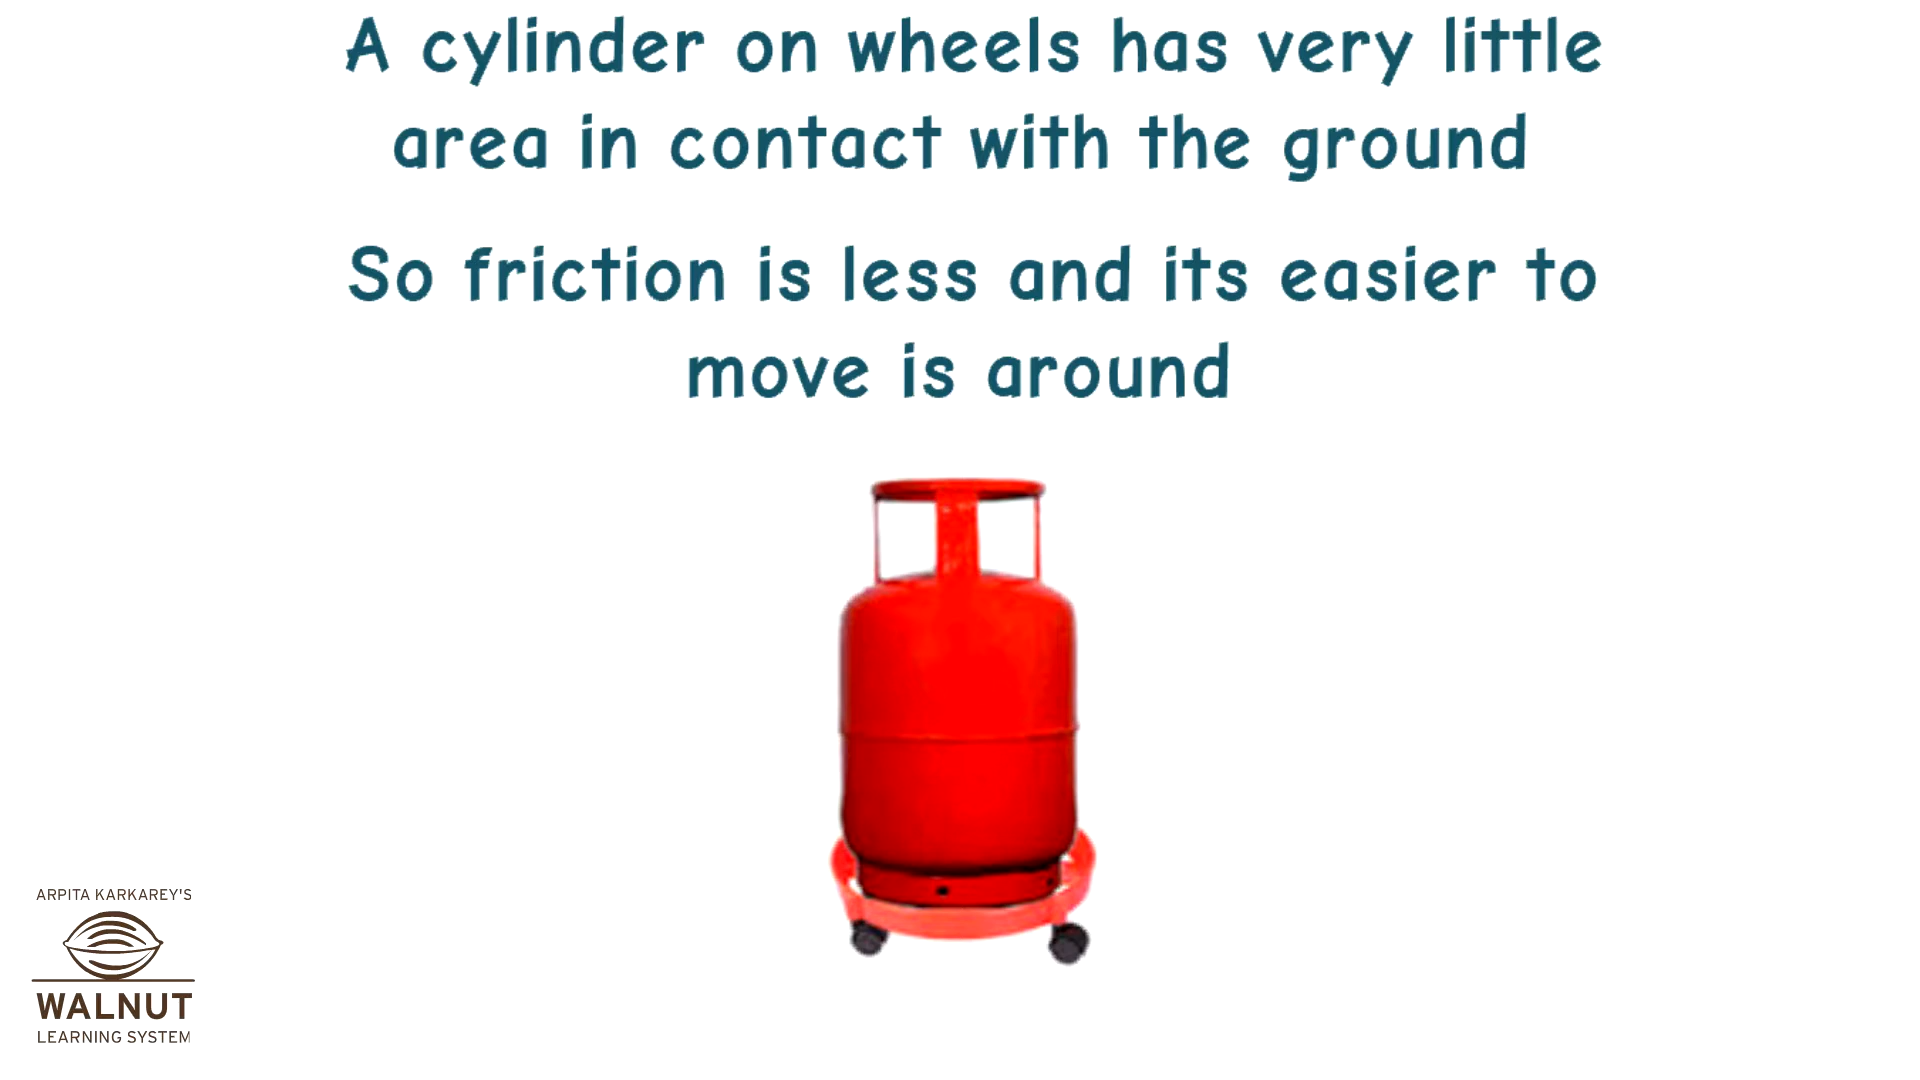 A cylinder on wheels has very little
area in contact with the ground
So friction is less and its easier to
move is around
ARPITA KARKAREY'S
WALNUT
LEARNING SYSTEM